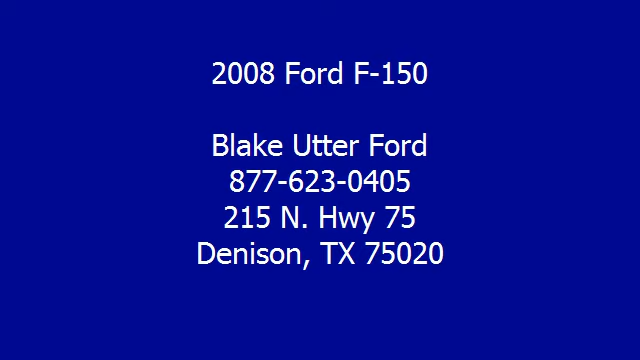 2008 Ford F-150
Blake Utter Ford
877-623-0405
215 N. Hwy 75
Denison, TX 75020